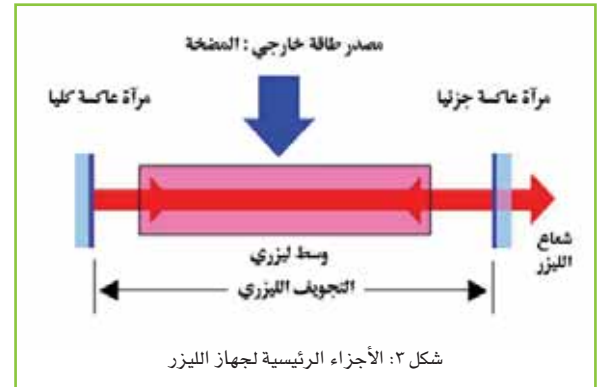 مصدر طاقة خارجي : المضخة
مرآة عاكسة جزئيا
مرآة عاكسة كليا
شعاع
الليزر
وسط ليزري
التجويف الليزري
شكل ٣: الأجزاء الرئيسية لجهاز الليزر